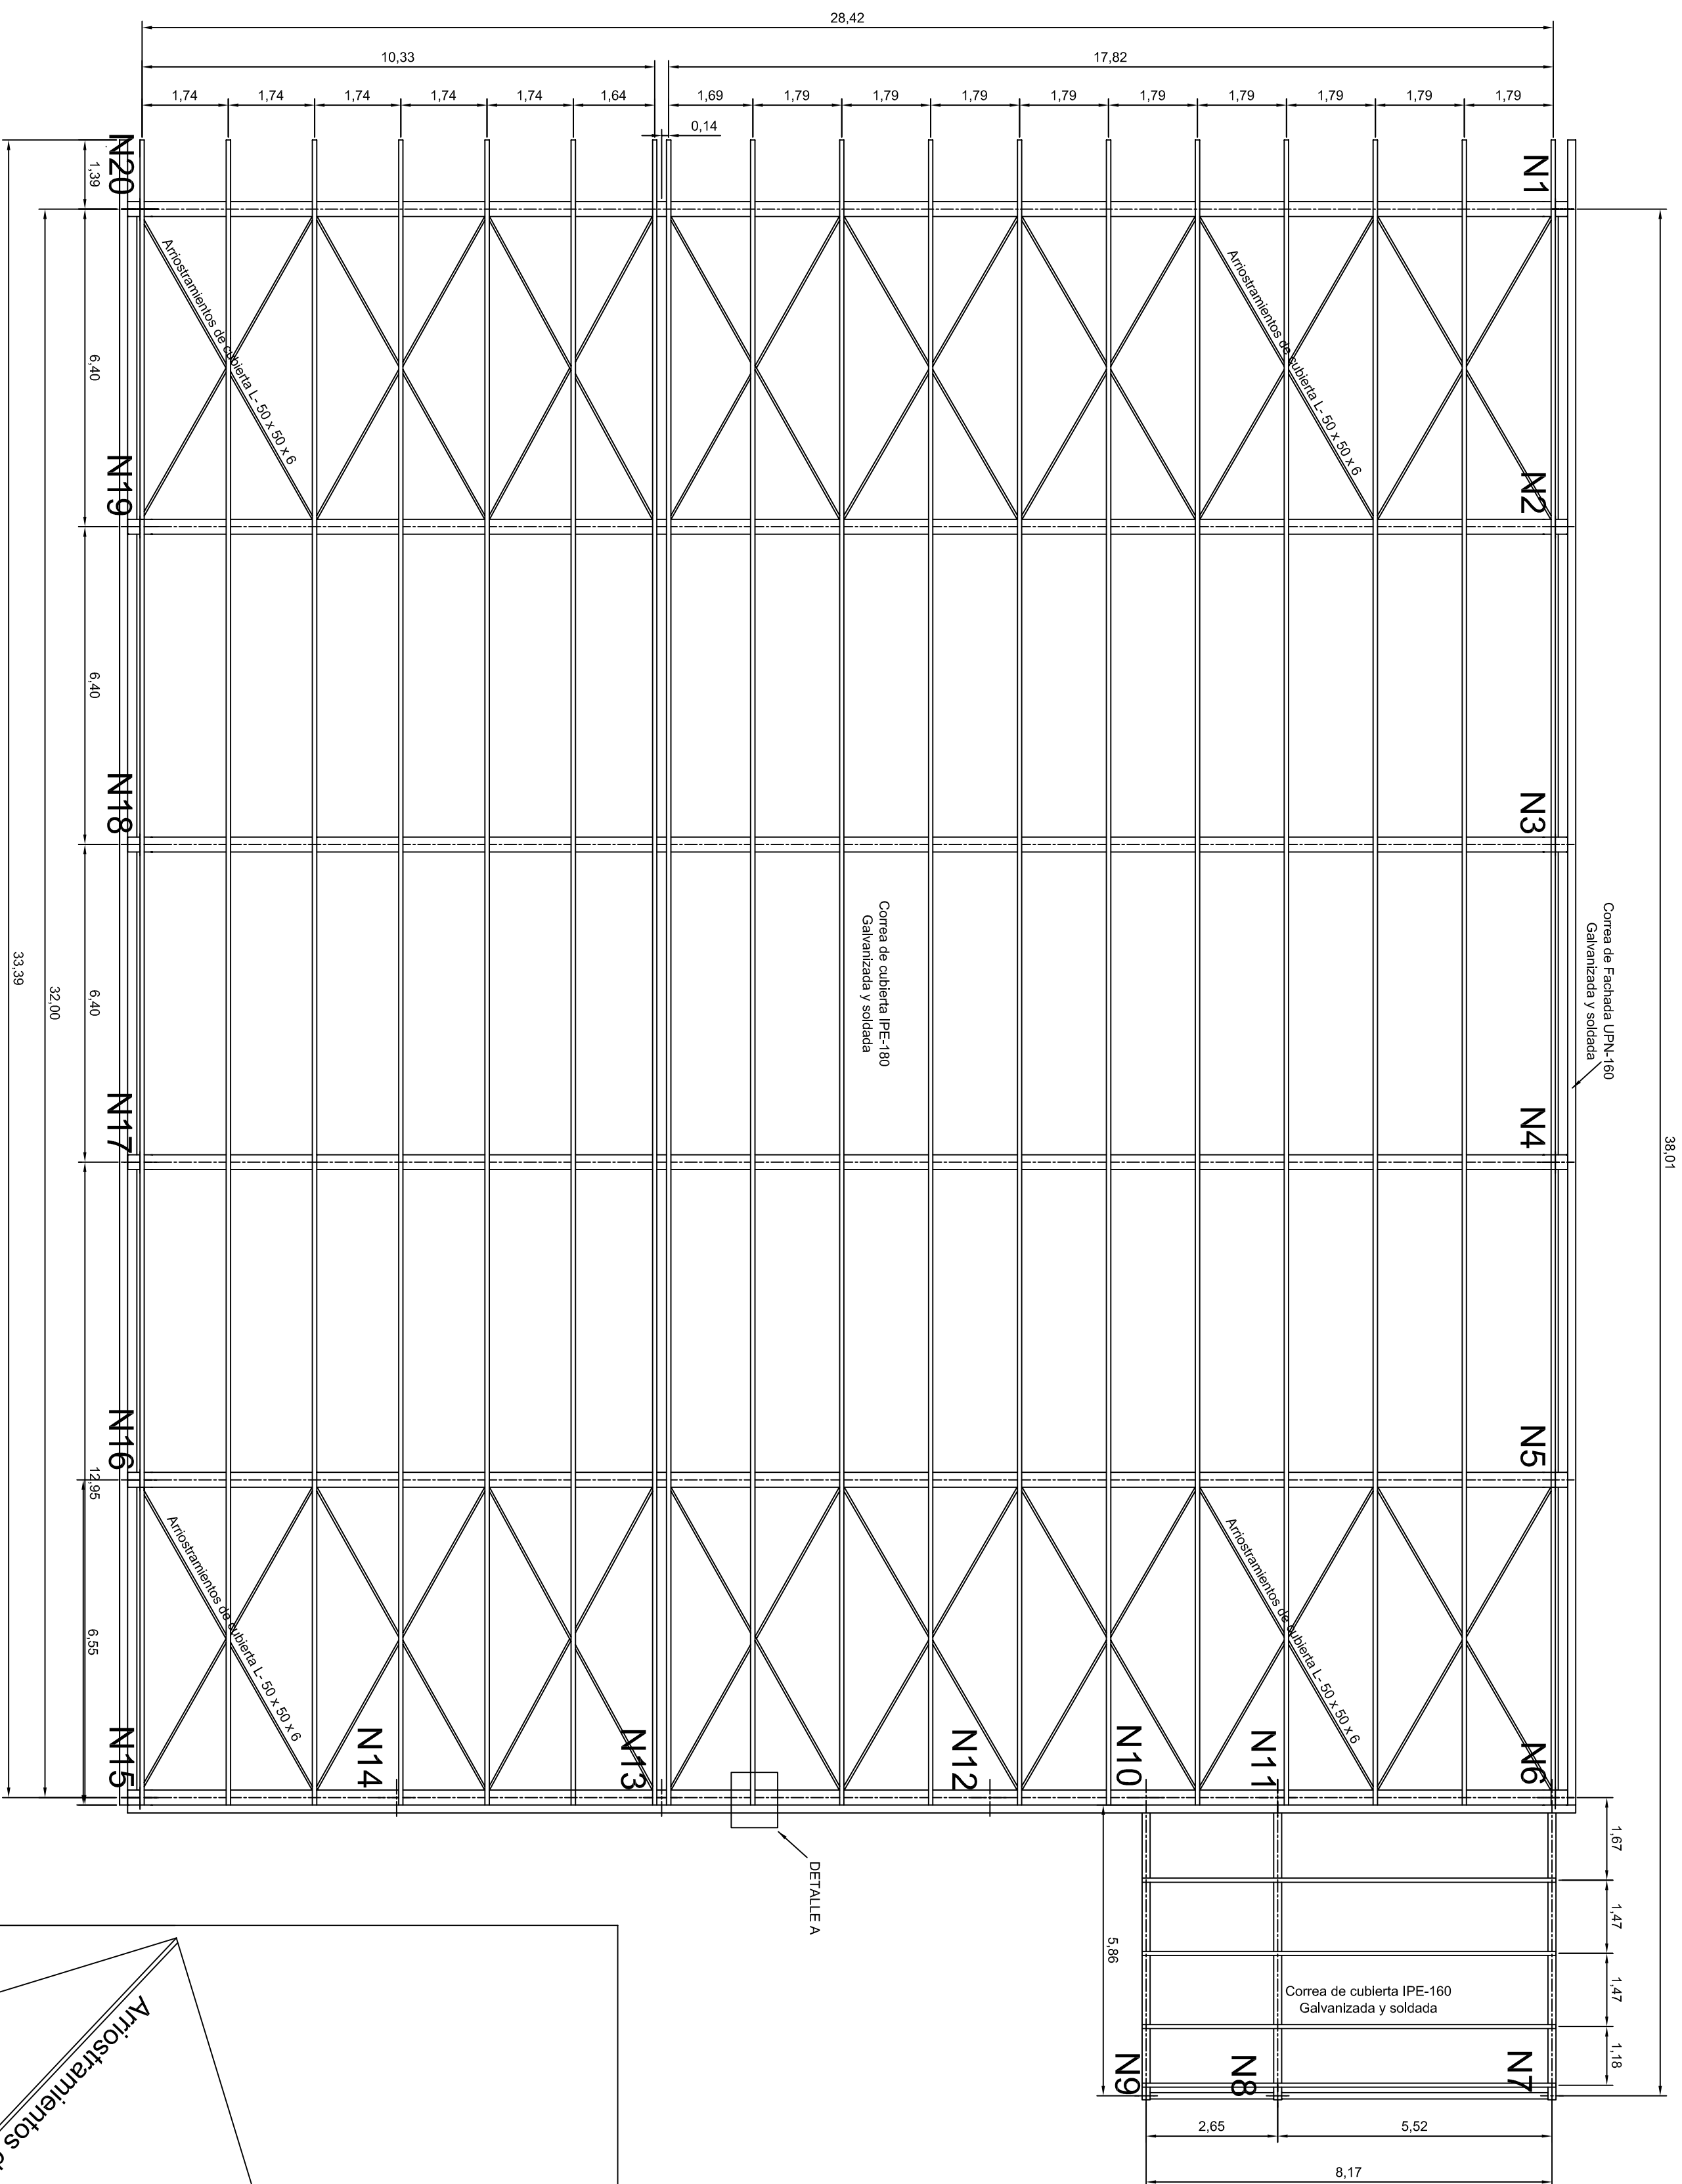 28,42
10,33
17,82
1,74
1,74
1,74
1,74
1,74
1,64
1,69
1,79
1,79
1,79
1,79
1,79
1,79
1,79
1,79
1,79
0,14
N20
1,39
N1
Arriostramientos de cubierta L- 50 x 50 x 6
Arriostramientos de cubierta L- 50 x 50 x 6
6,40
N19
N2
6,40
N18
N3
Correa de cubierta IPE-180
Galvanizada y soldada
Correa de Fachada UPN-160
Galvanizada y soldada
33,39
32,00
6,40
38,01
N17
N4
N16
N5
12,95
Arriostramientos de cubierta L- 50 x 50 x 6
Arriostramientos de cubierta L- 50 x 50 x 6
6,55
N15
N14
N13
N12
N10
N11
N6
1,67
DETALLE A
1,47
5,86
Correa de cubierta IPE-160
Galvanizada y soldada
1,47
1,18
N9
N8
N7
2,65
5,52
8,17
Arriostramientos